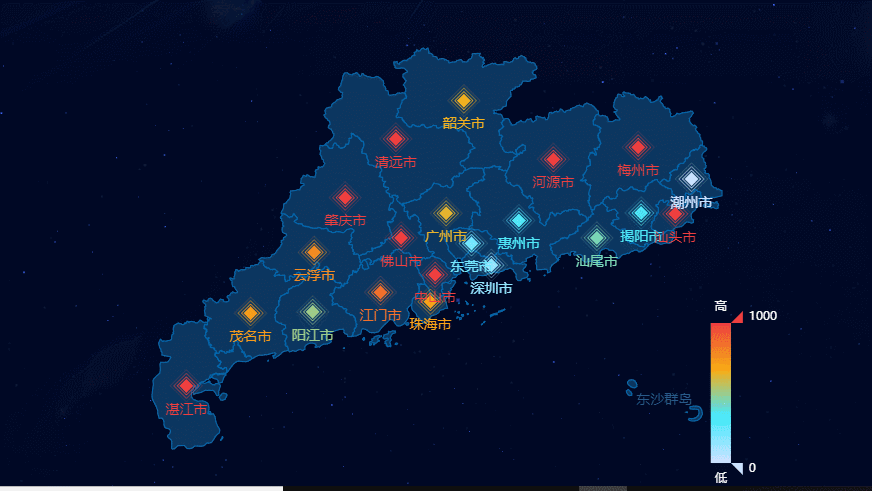 韶关市
清远市
河源市
梅州市
潮州市
肇庆市
广州市
惠州市
揭阳市
汕头市
佛山市
东莞市
汕尾市
云浮市
深圳市
中山市
江门市
珠海市
茂名市
阳江市
湛江市
东沙群岛
高
1000
0
低